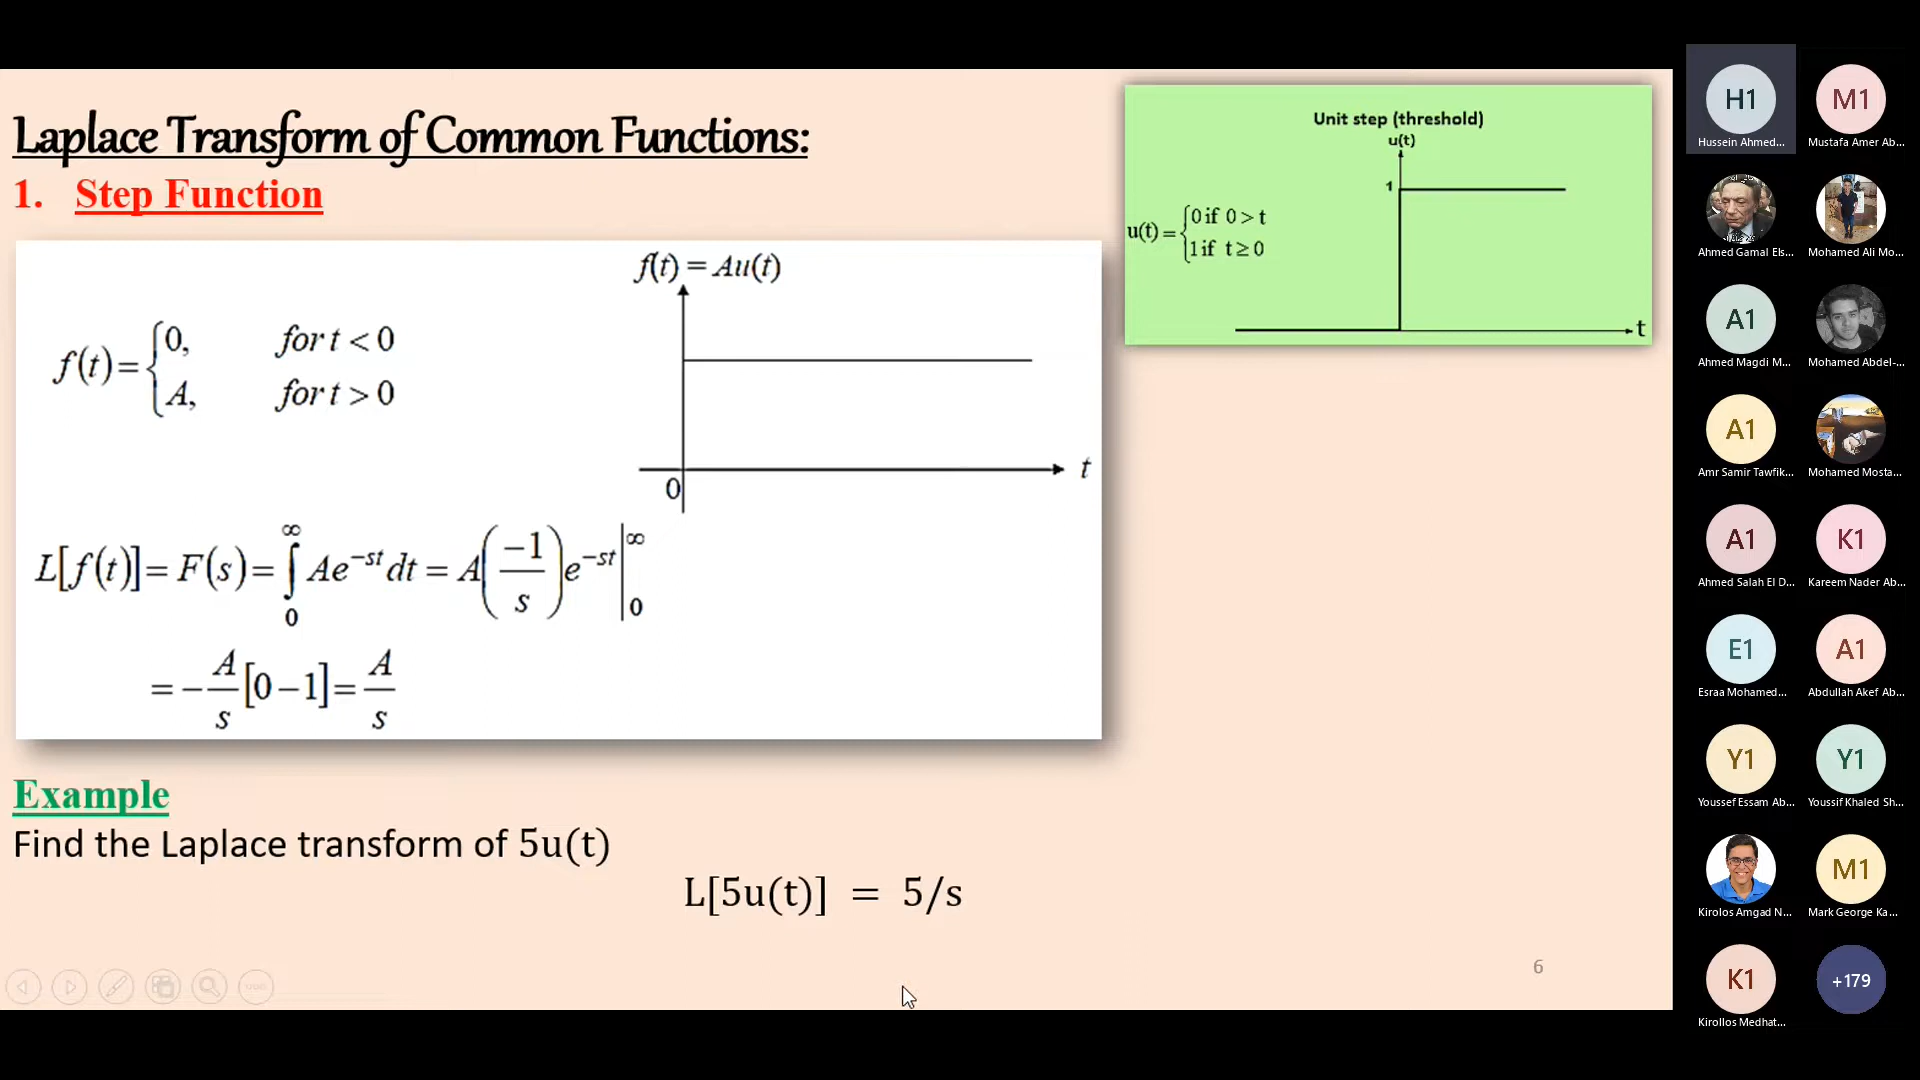 Laplace Transform of Common Functions:
1. Step Function
f(t) = { 0, for t < 0
A, for t > 0
f(t) = Au(t)
t
0
L[f(t)] = F(s) = ∫₀^∞ Ae^{-st} dt = A(-1/s)e^{-st} |₀^∞
= -A/s [0 - 1] = A/s
Unit step (threshold)
u(t)
1
u(t) = { 0 if 0 > t
1 if t ≥ 0
t
Example
Find the Laplace transform of 5u(t)
L[5u(t)] = 5/s
6
H1
Hussein Ahmed...
M1
Mustafa Amer Ab...
Ahmed Gamal Els...
Mohamed Ali Mo...
A1
Ahmed Magdi M...
Mohamed Abdel-...
A1
Amr Samir Tawfik...
Mohamed Mosta...
A1
Ahmed Salah El D...
K1
Kareem Nader Ab...
E1
Esraa Mohamed...
A1
Abdullah Akef Ab...
Y1
Youssef Essam Ab...
Y1
Youssif Khaled Sh...
Kirolos Amgad N...
M1
Mark George Ka...
K1
Kirollos Medhat...
+179